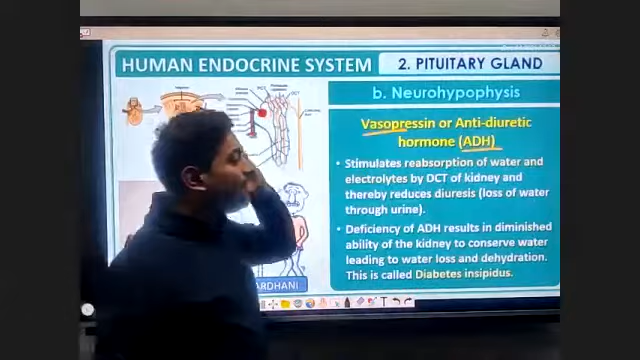 HUMAN ENDOCRINE SYSTEM
2. PITUITARY GLAND
b. Neurohypophysis
Vasopressin or Anti-diuretic
hormone (ADH)
• Stimulates reabsorption of water and
electrolytes by DCT of kidney and
thereby reduces diuresis (loss of water
through urine).
• Deficiency of ADH results in diminished
ability of the kidney to conserve water
leading to water loss and dehydration.
This is called Diabetes insipidus.
PCT
DCT
ARDHANI